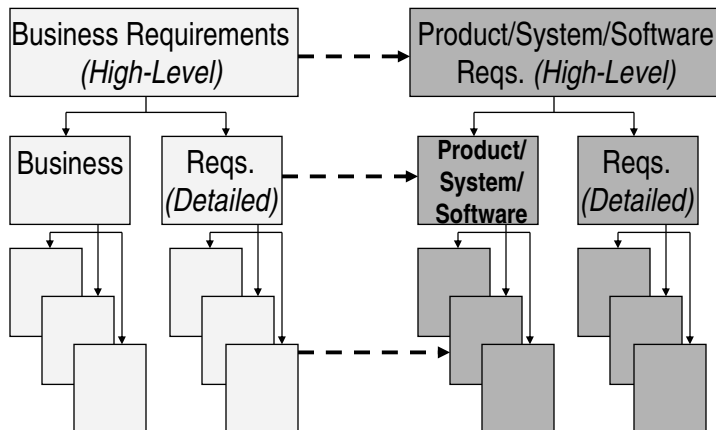 Business Requirements
(High-Level)
Product/System/Software
Reqs. (High-Level)
Business
Reqs.
(Detailed)
Product/
System/
Software
Reqs.
(Detailed)